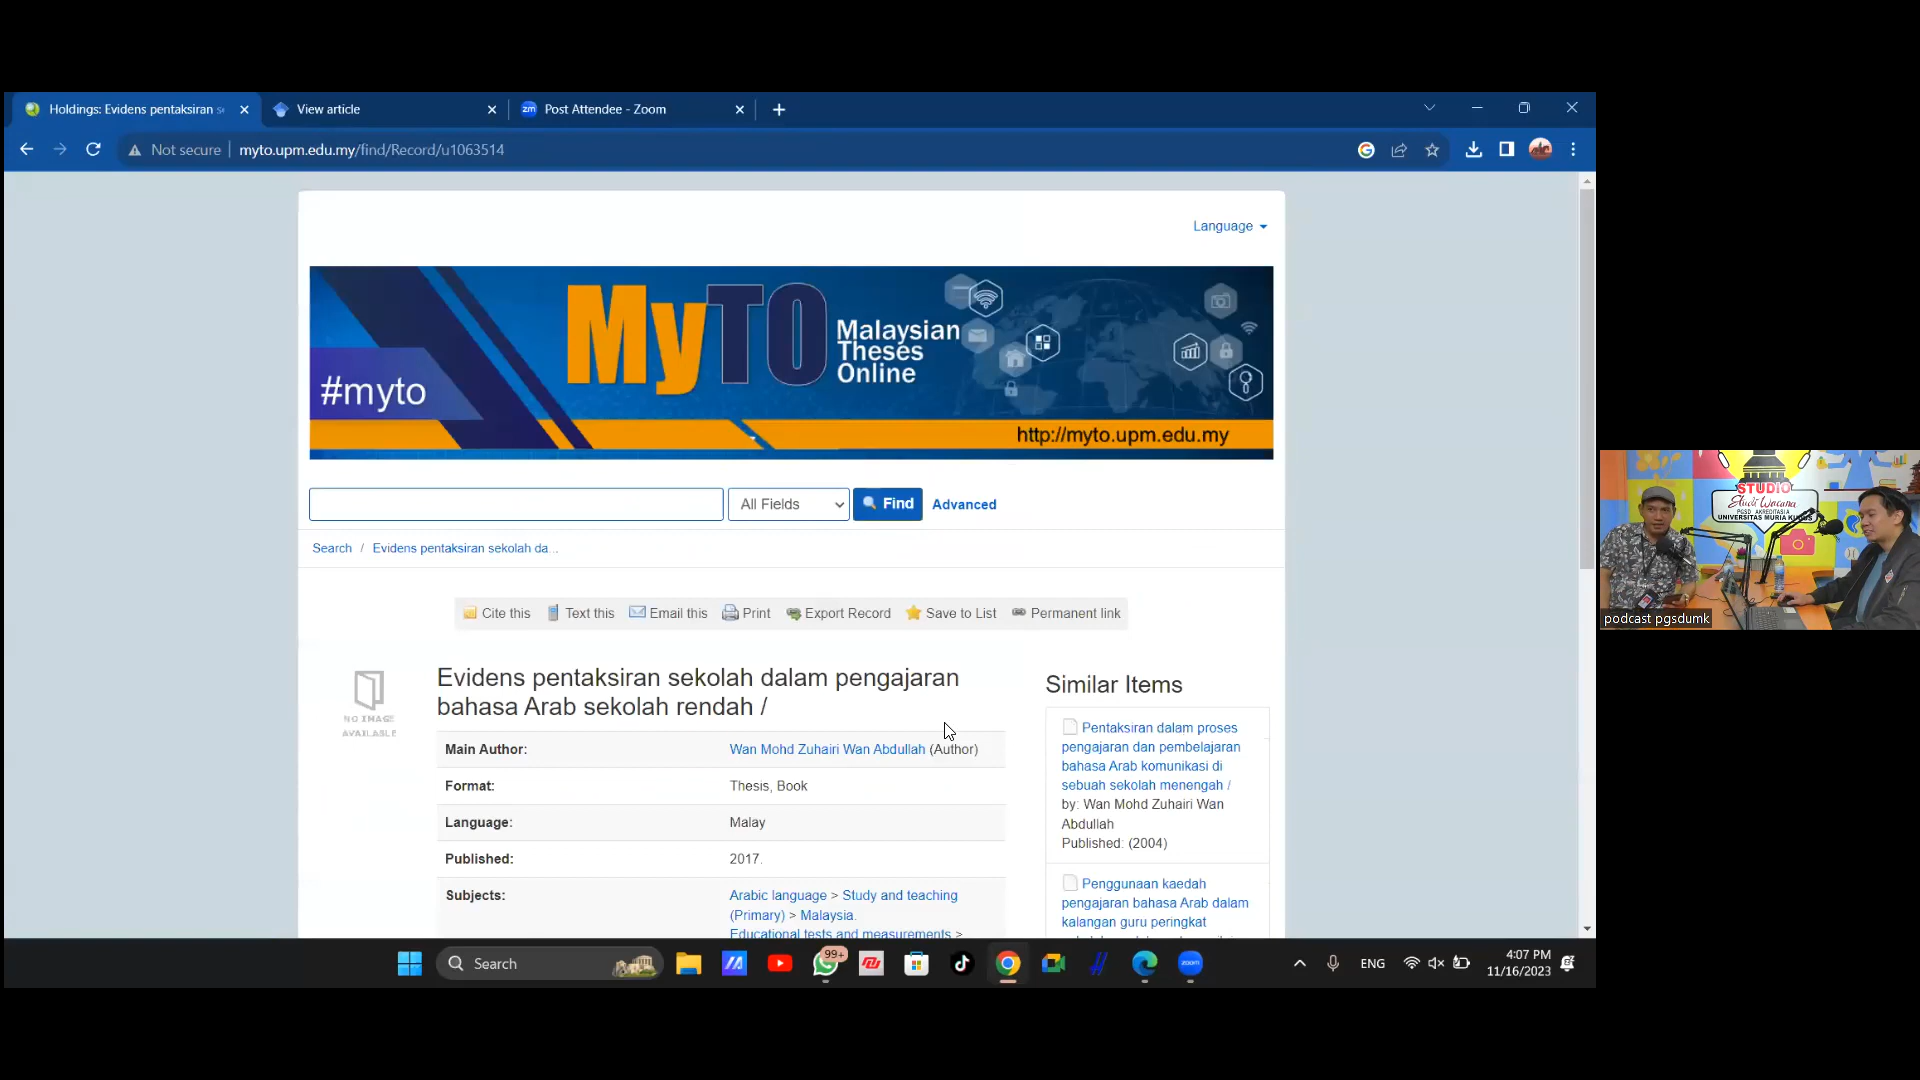 Holdings: Evidens pentaksiran s
View article
Post Attendee - Zoom
Not secure
myto.upm.edu.my/find/Record/u1063514
Language
MyTO
Malaysian
Theses
Online
#myto
http://myto.upm.edu.my
All Fields
Find
Advanced
Search / Evidens pentaksiran sekolah da...
Cite this
Text this
Email this
Print
Export Record
Save to List
Permanent link
NO IMAGE
AVAILABLE
Evidens pentaksiran sekolah dalam pengajaran
bahasa Arab sekolah rendah /
Main Author: Wan Mohd Zuhairi Wan Abdullah (Author)
Format: Thesis, Book
Language: Malay
Published: 2017.
Subjects: Arabic language > Study and teaching
(Primary) > Malaysia.
Educational tests and measurements >
Similar Items
Pentaksiran dalam proses
pengajaran dan pembelajaran
bahasa Arab komunikasi di
sebuah sekolah menengah /
by: Wan Mohd Zuhairi Wan
Abdullah
Published: (2004)
Penggunaan kaedah
pengajaran bahasa Arab dalam
kalangan guru peringkat
STUDIO
Studi Wacana
UNIVERSITAS MURIA KUDUS
podcast pgsdumk
Search
99+
zoom
ENG
4:07 PM
11/16/2023